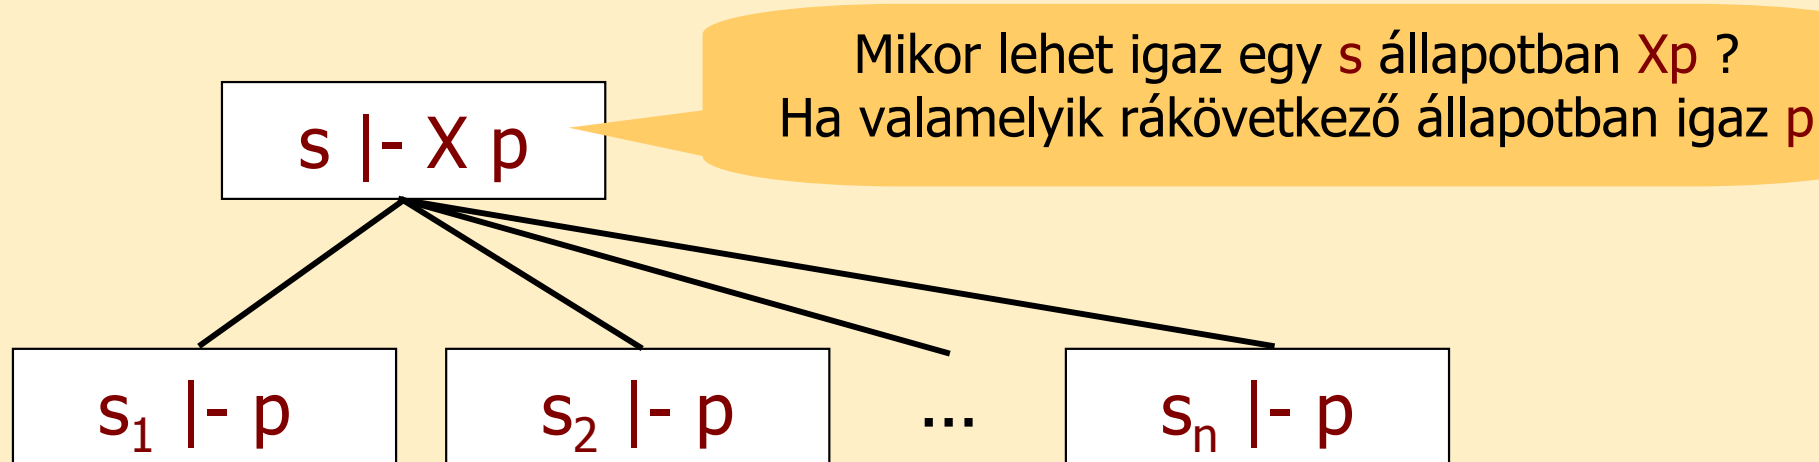 Mikor lehet igaz egy s állapotban Xp ?
Ha valamelyik rákövetkező állapotban igaz p
s |- X p
s₁ |- p
s₂ |- p
...
sₙ |- p